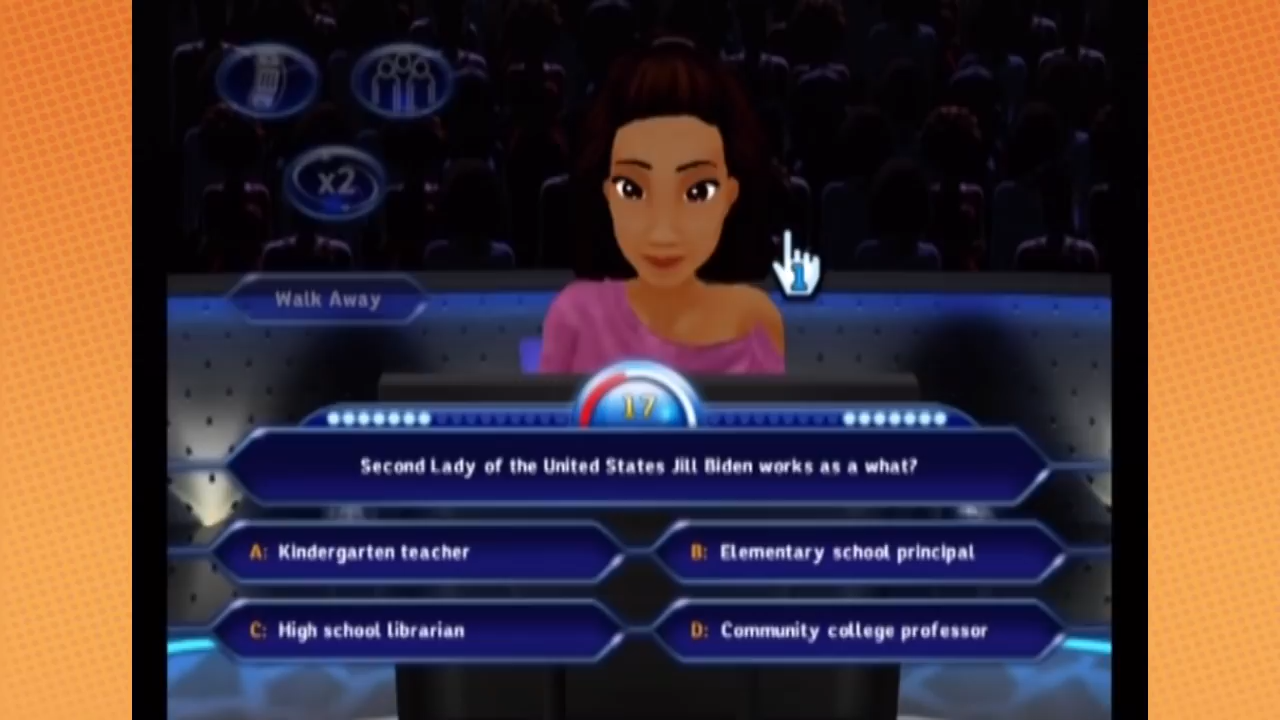 x2
Walk Away
1
17
Second Lady of the United States Jill Biden works as a what?
A: Kindergarten teacher
B: Elementary school principal
C: High school librarian
D: Community college professor